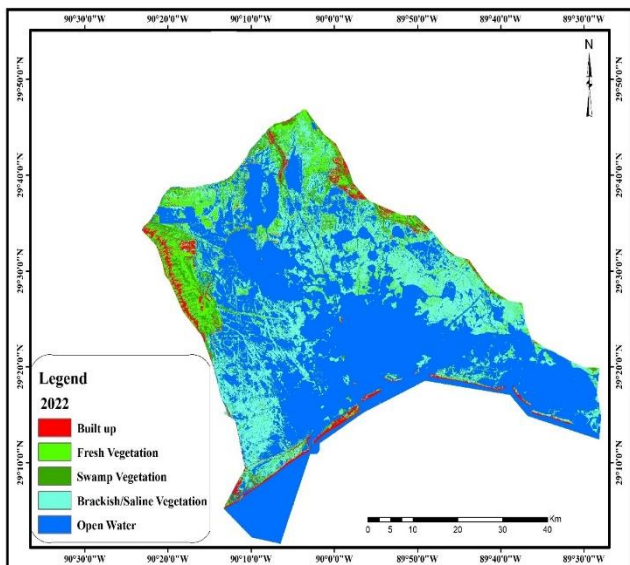 90°30'0"W 90°20'0"W 90°10'0"W 90°0'0"W 89°50'0"W 89°40'0"W 89°30'0"W
N
29°50'0"N 29°50'0"N
29°40'0"N 29°40'0"N
29°30'0"N 29°30'0"N
29°20'0"N 29°20'0"N
29°10'0"N 29°10'0"N
Legend
2022
Built up
Fresh Vegetation
Swamp Vegetation
Brackish/Saline Vegetation
Open Water
Km
0 5 10 20 30 40
90°30'0"W 90°20'0"W 90°10'0"W 90°0'0"W 89°50'0"W 89°40'0"W 89°30'0"W